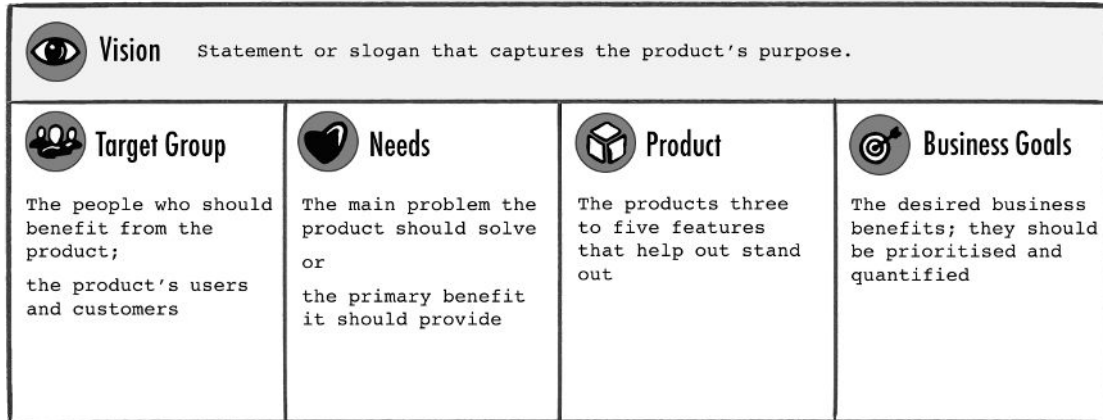 Vision
Statement or slogan that captures the product's purpose.
Target Group
The people who should
benefit from the
product;
the product's users
and customers
Needs
The main problem the
product should solve
or
the primary benefit
it should provide
Product
The products three
to five features
that help out stand
out
Business Goals
The desired business
benefits; they should
be prioritised and
quantified